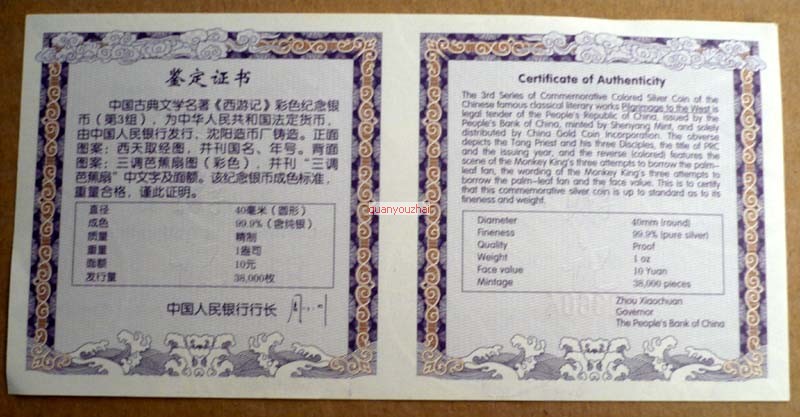 鉴定证书
中国古典文学名著《西游记》彩色纪念银
币（第3组），为中华人民共和国法定货币，
由中国人民银行发行，沈阳造币厂铸造。正面
图案：西天取经图，并刊国名、年号。背面
图案：三调芭蕉扇图（彩色），并刊“三调
芭蕉扇”中文字及面额。该纪念银币成色标准，
重量合格，谨此证明。
直径 40毫米（圆形）
成色 99.9%（含纯银）
质量 精制
重量 1盎司
面额 10元
发行量 38,000枚
中国人民银行行长
Certificate of Authenticity
The 3rd Series of Commemorative Colored Silver Coin of the
Chinese famous classical literary works Pilgrimage to the West is
legal tender of the People's Republic of China, issued by the
People's Bank of China, minted by Shenyang Mint, and solely
distributed by China Gold Coin Incorporation. The obverse
depicts the Tang Priest and his three Disciples, the title of PRC
and the issuing year, and the reverse (colored) features the
scene of the Monkey King's three attempts to borrow the palm-
leaf fan, the wording of the Monkey King's three attempts to
borrow the palm-leaf fan and the face value. This is to certify
that this commemorative silver coin is up to standard as to its
fineness and weight.
Diameter 40mm (round)
Fineness 99.9% (pure silver)
Quality Proof
Weight 1 oz
Face value 10 Yuan
Mintage 38,000 pieces
Zhou Xiaochuan
Governor
The People's Bank of China
quanyouzhai